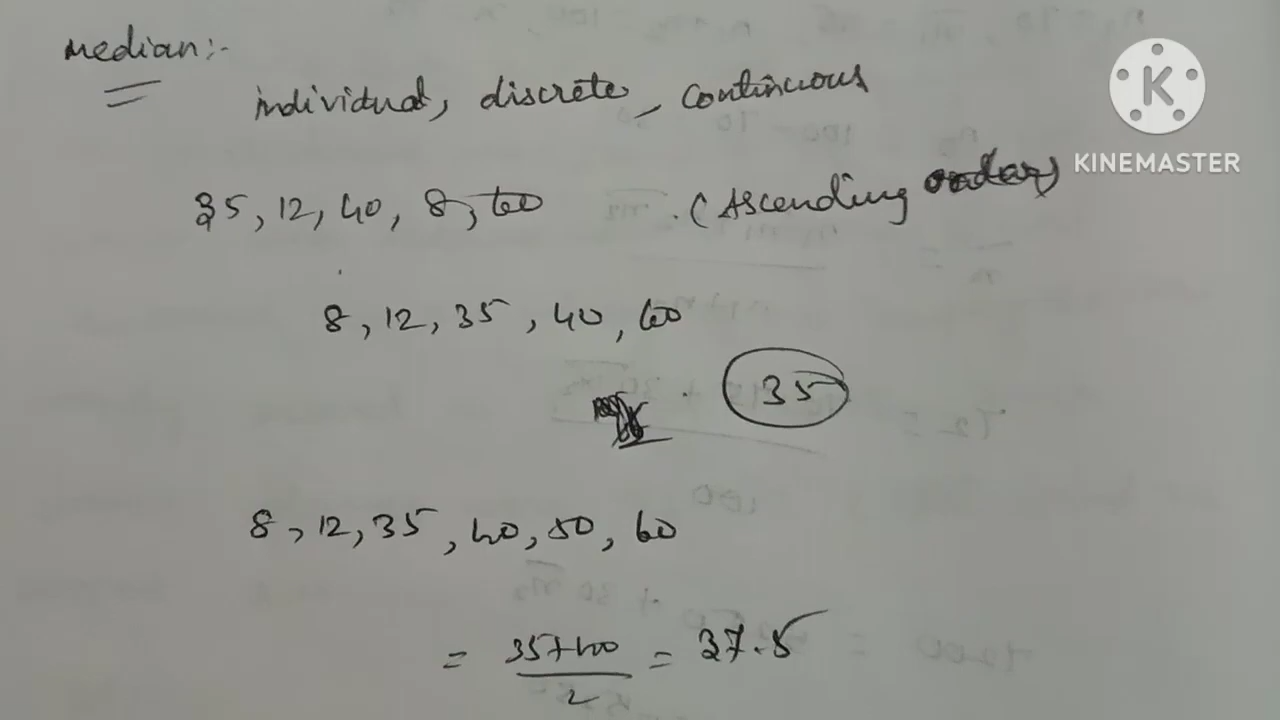 Median:-
individual, discrete, continuous
KINEMASTER
35, 12, 40, 8, 60 (Ascending order)
8, 12, 35, 40, 60
35
8, 12, 35, 40, 50, 60
= 35+40/2 = 37.5